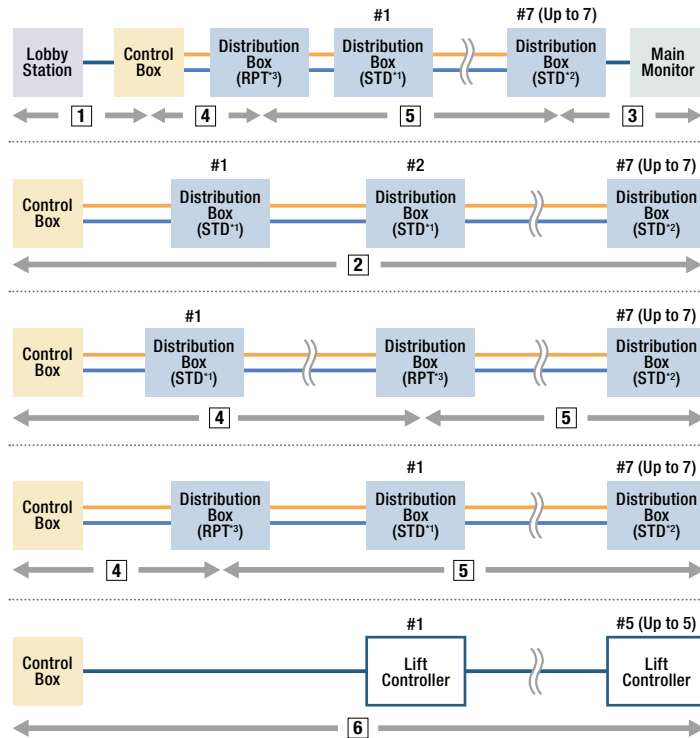 #1
#7 (Up to 7)
Lobby
Station
Control
Box
Distribution
Box
(RPT*3)
Distribution
Box
(STD*1)
Distribution
Box
(STD*2)
Main
Monitor
1
4
5
3
#1
#2
#7 (Up to 7)
Control
Box
Distribution
Box
(STD*1)
Distribution
Box
(STD*1)
Distribution
Box
(STD*2)
2
#1
#7 (Up to 7)
Control
Box
Distribution
Box
(STD*1)
Distribution
Box
(RPT*3)
Distribution
Box
(STD*2)
4
5
#1
#7 (Up to 7)
Control
Box
Distribution
Box
(RPT*3)
Distribution
Box
(STD*1)
Distribution
Box
(STD*2)
4
5
#1
#5 (Up to 5)
Control
Box
Lift
Controller
Lift
Controller
6